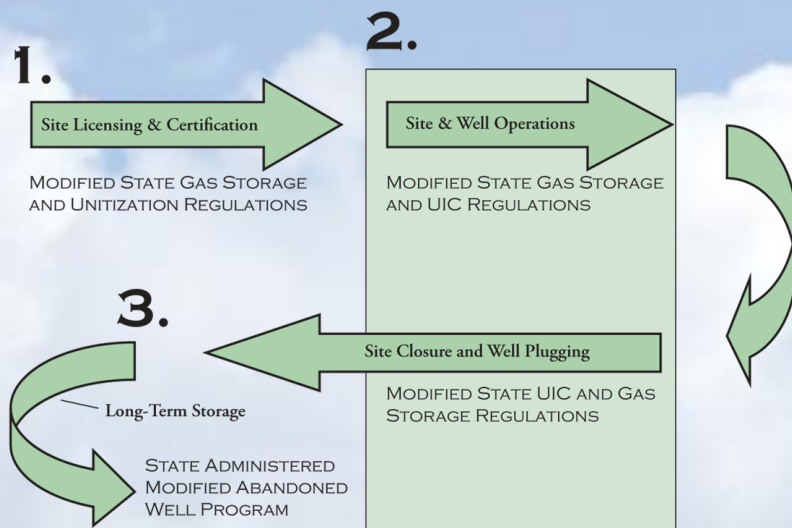 1.
Site Licensing & Certification
MODIFIED STATE GAS STORAGE
AND UNITIZATION REGULATIONS
2.
Site & Well Operations
MODIFIED STATE GAS STORAGE
AND UIC REGULATIONS
Site Closure and Well Plugging
MODIFIED STATE UIC AND GAS
STORAGE REGULATIONS
3.
Long-Term Storage
STATE ADMINISTERED
MODIFIED ABANDONED
WELL PROGRAM